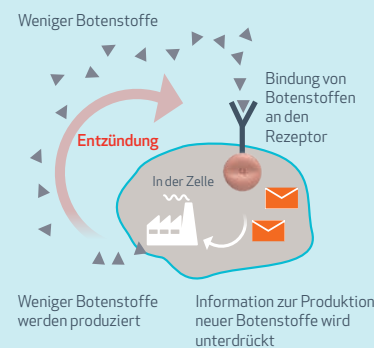 Weniger Botenstoffe
Bindung von
Botenstoffen
an den
Rezeptor
Entzündung
In der Zelle
Weniger Botenstoffe
werden produziert
Information zur Produktion
neuer Botenstoffe wird
unterdrückt